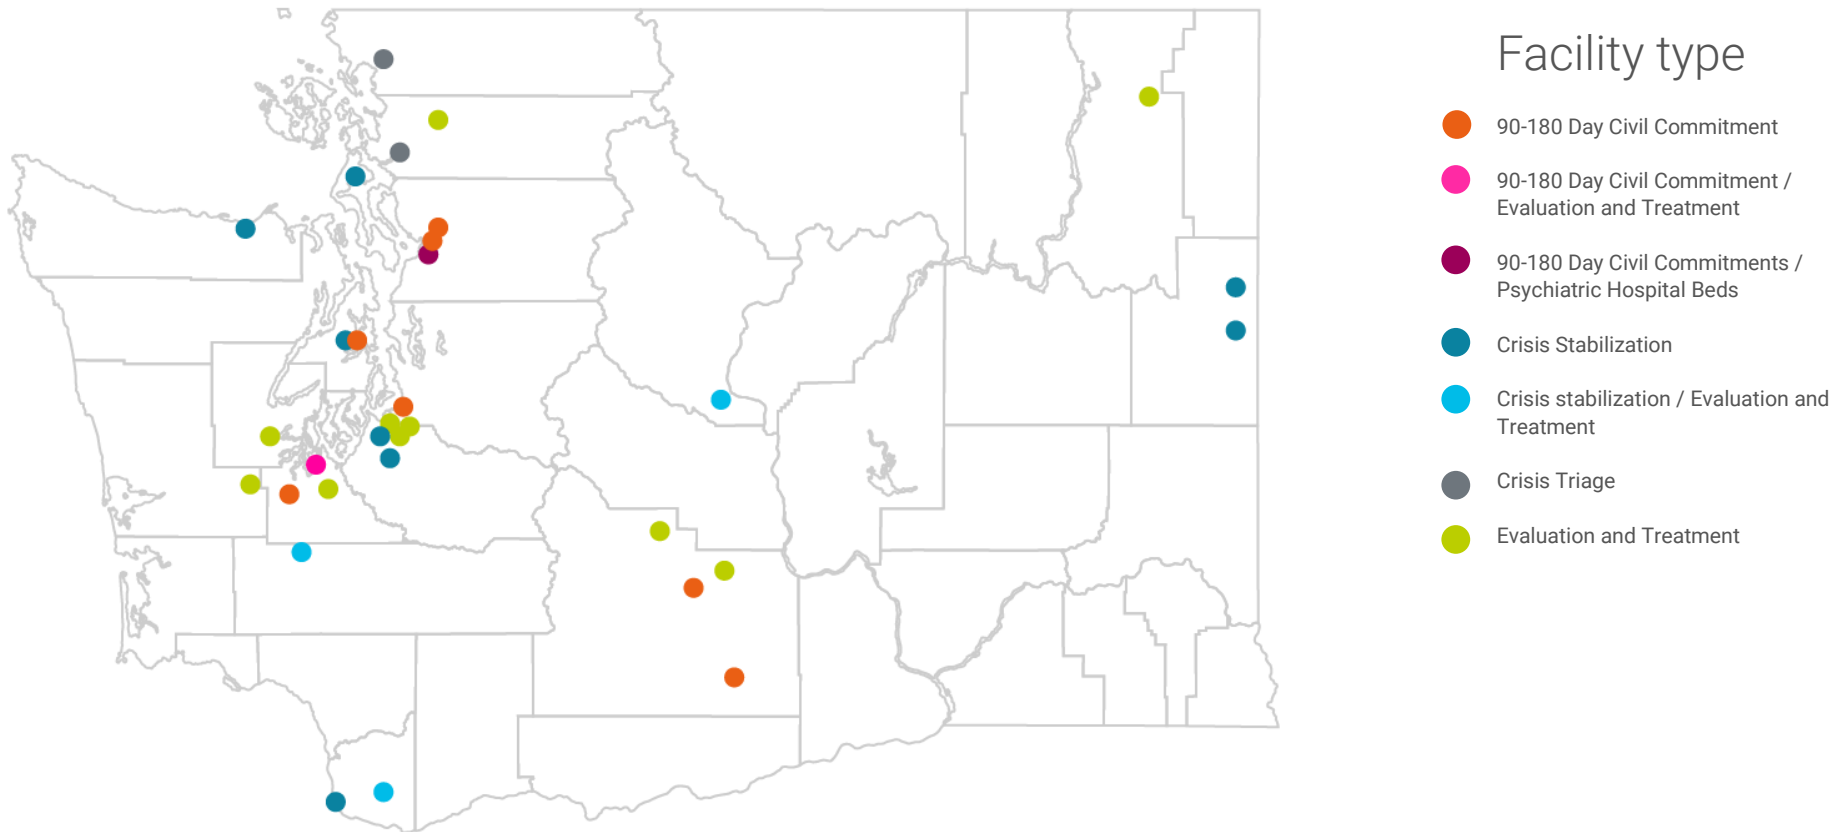 Facility type
90-180 Day Civil Commitment
90-180 Day Civil Commitment /
Evaluation and Treatment
90-180 Day Civil Commitments /
Psychiatric Hospital Beds
Crisis Stabilization
Crisis stabilization / Evaluation and
Treatment
Crisis Triage
Evaluation and Treatment